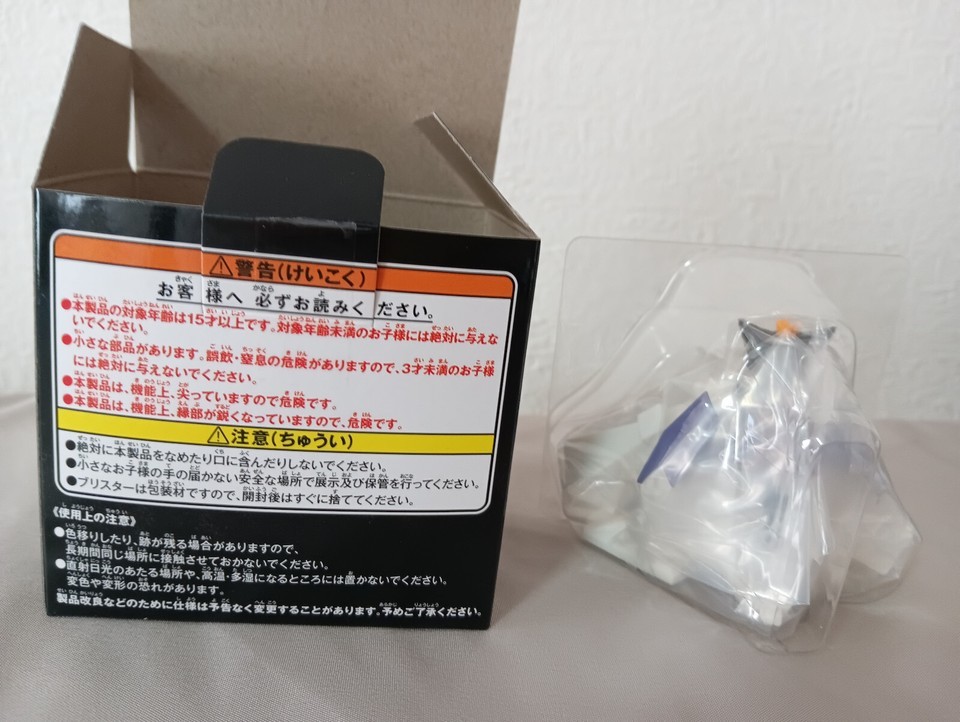 ⚠警告(けいこく)
お客様へ 必ずお読みください。
●本製品の対象年齢は15才以上です。対象年齢未満のお子様には絶対に与えな
いでください。
●小さな部品があります。誤飲・窒息の危険がありますので、3才未満のお子様
には絶対に与えないでください。
●本製品は、機能上、尖っていますので危険です。
●本製品は、機能上、縁部が鋭くなっていますので、危険です。
⚠注意(ちゅうい)
●絶対に本製品をなめたり口に含んだりしないでください。
●小さなお子様の手の届かない安全な場所で展示及び保管を行ってください。
●ブリスターは包装材ですので、開封後はすぐに捨ててください。
《使用上の注意》
●色移りしたり、跡が残る場合がありますので、
長期間同じ場所に接触させておかないでください。
●直射日光のあたる場所や、高温・多湿になるところには置かないでください。
変色や変形の恐れがあります。
製品改良などのために仕様は予告なく変更することがあります。予めご了承ください。